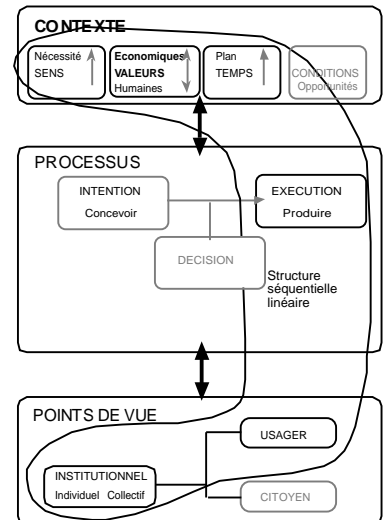 CONTEXTE
Nécessité
SENS
Economiques
VALEURS
Humaines
Plan
TEMPS
CONDITIONS
Opportunités
PROCESSUS
INTENTION
Concevoir
EXECUTION
Produire
DECISION
Structure
séquentielle
linéaire
POINTS DE VUE
USAGER
INSTITUTIONNEL
Individuel Collectif
CITOYEN